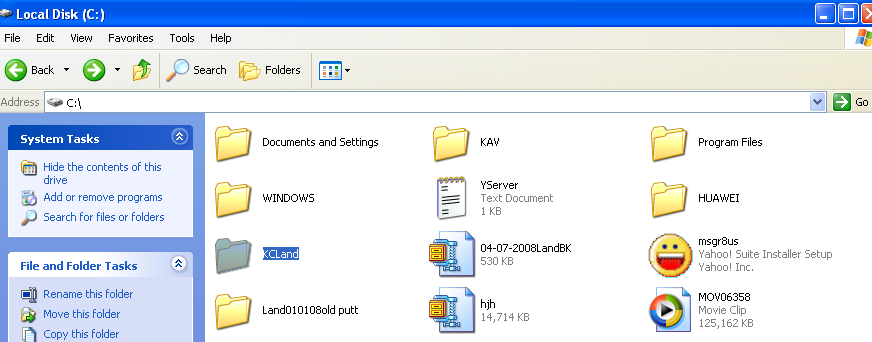 Local Disk (C:)
File Edit View Favorites Tools Help
Back Search Folders
Address C:\ Go
System Tasks
Hide the contents of this
drive
Add or remove programs
Search for files or folders
File and Folder Tasks
Rename this folder
Move this folder
Copy this folder
Documents and Settings
KAV
Program Files
WINDOWS
YServer
Text Document
1 KB
HUAWEI
KCLand
04-07-2008LandBK
530 KB
msgr8us
Yahoo! Suite Installer Setup
Yahoo! Inc.
Land010108old putt
hjh
14,714 KB
MOV06358
Movie Clip
125,162 KB